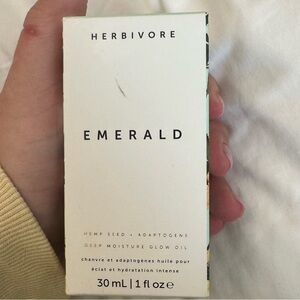 HERBIVORE
EMERALD
HEMP SEED + ADAPTOGENS
DEEP MOISTURE GLOW OIL
chanvre et adaptogènes huile pour
éclat et hydratation intense
30 mL | 1 fl oz e